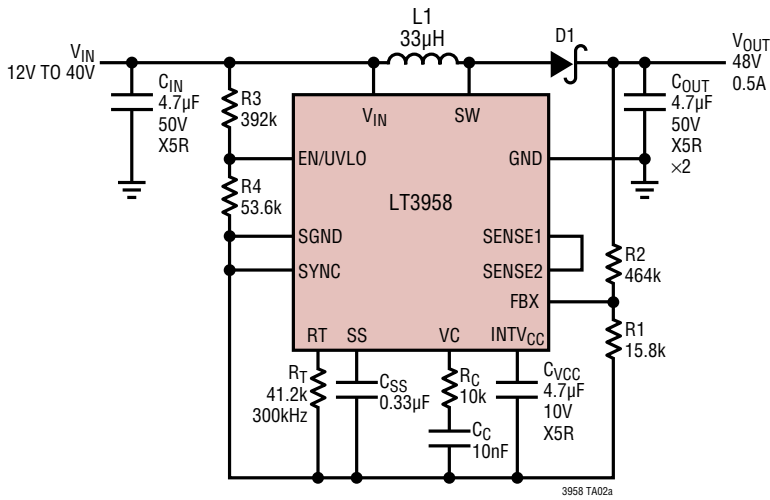 L1
33µH
D1
VIN
12V TO 40V
VOUT
48V
0.5A
CIN
4.7µF
50V
X5R
R3
392k
VIN
SW
COUT
4.7µF
50V
X5R
×2
EN/UVLO
GND
R4
53.6k
LT3958
SGND
SENSE1
SYNC
SENSE2
R2
464k
FBX
RT
SS
VC
INTVCC
R1
15.8k
RT
41.2k
300kHz
CSS
0.33µF
RC
10k
CC
10nF
CVCC
4.7µF
10V
X5R
3958 TA02a